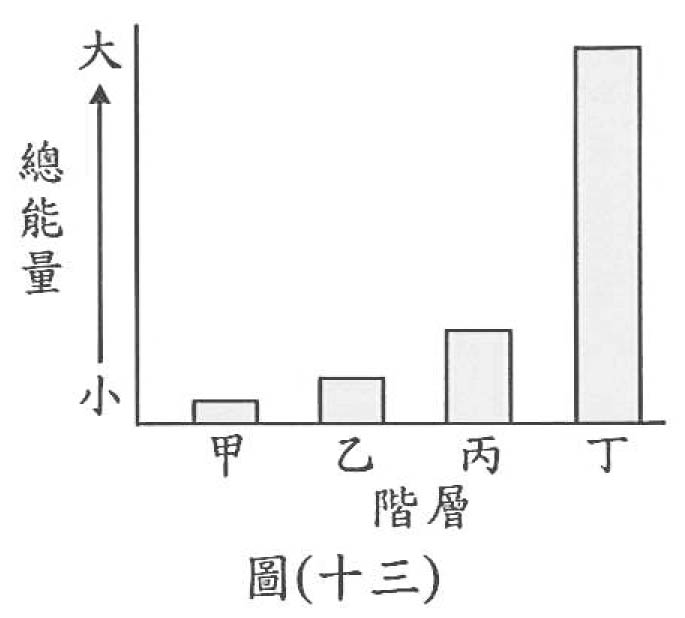 大
總能量
小
甲 乙 丙 丁
階層
圖(十三)